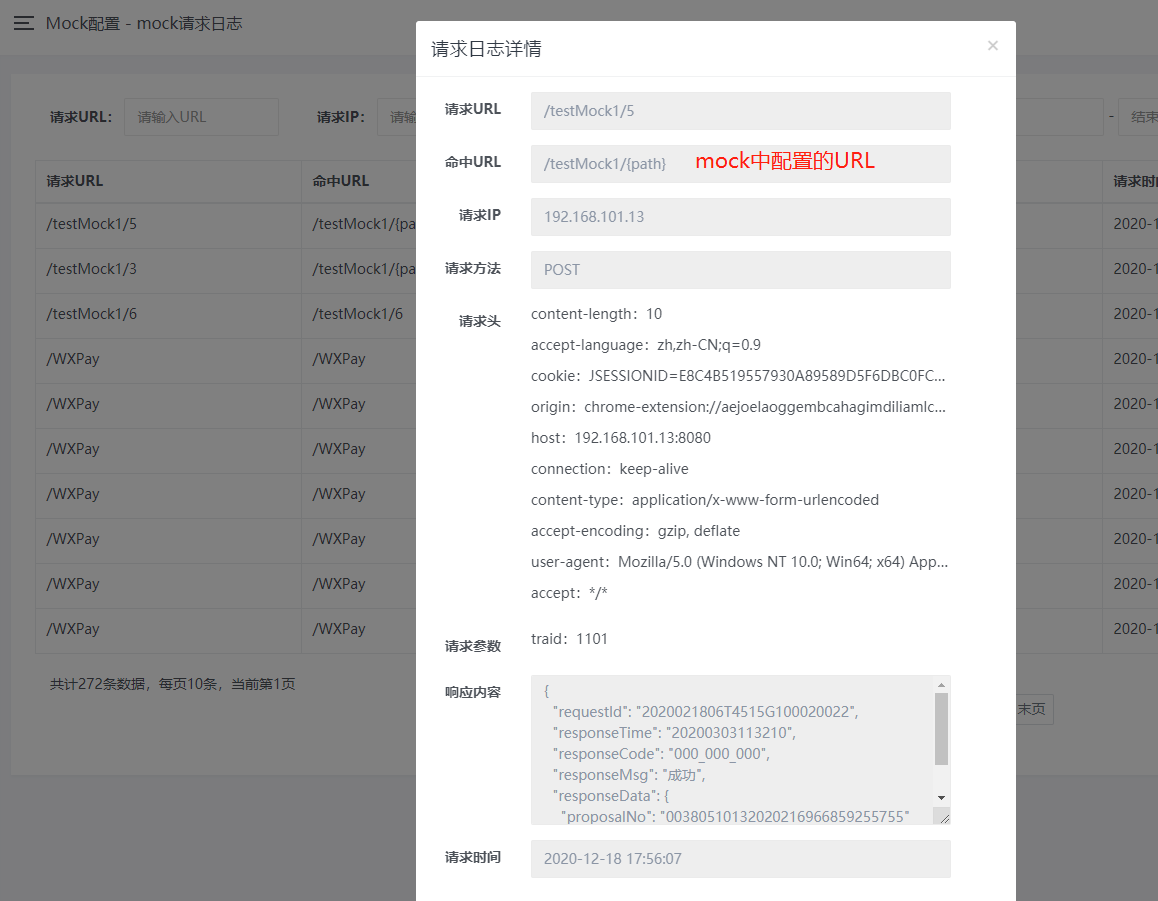 Mock配置 - mock请求日志
请求日志详情
×
请求URL: 请输入URL
请求IP: 请输
- 结束
请求URL 命中URL 请求时间
/testMock1/5 /testMock1/{pa 2020-1
/testMock1/3 /testMock1/{pa 2020-1
/testMock1/6 /testMock1/6 2020-1
/WXPay /WXPay 2020-1
/WXPay /WXPay 2020-1
/WXPay /WXPay 2020-1
/WXPay /WXPay 2020-1
/WXPay /WXPay 2020-1
/WXPay /WXPay 2020-1
/WXPay /WXPay 2020-1
共计272条数据，每页10条，当前第1页
末页
请求URL /testMock1/5
命中URL /testMock1/{path} mock中配置的URL
请求IP 192.168.101.13
请求方法 POST
请求头 content-length：10
accept-language：zh,zh-CN;q=0.9
cookie：JSESSIONID=E8C4B519557930A89589D5F6DBC0FC...
origin：chrome-extension://aejoelaoggembcahagimdiliamlc...
host：192.168.101.13:8080
connection：keep-alive
content-type：application/x-www-form-urlencoded
accept-encoding：gzip, deflate
user-agent：Mozilla/5.0 (Windows NT 10.0; Win64; x64) App...
accept：*/*
请求参数 traid：1101
响应内容 {
"requestId": "2020021806T4515G100020022",
"responseTime": "20200303113210",
"responseCode": "000_000_000",
"responseMsg": "成功",
"responseData": {
"proposalNo": "00380510132020216966859255755"
请求时间 2020-12-18 17:56:07